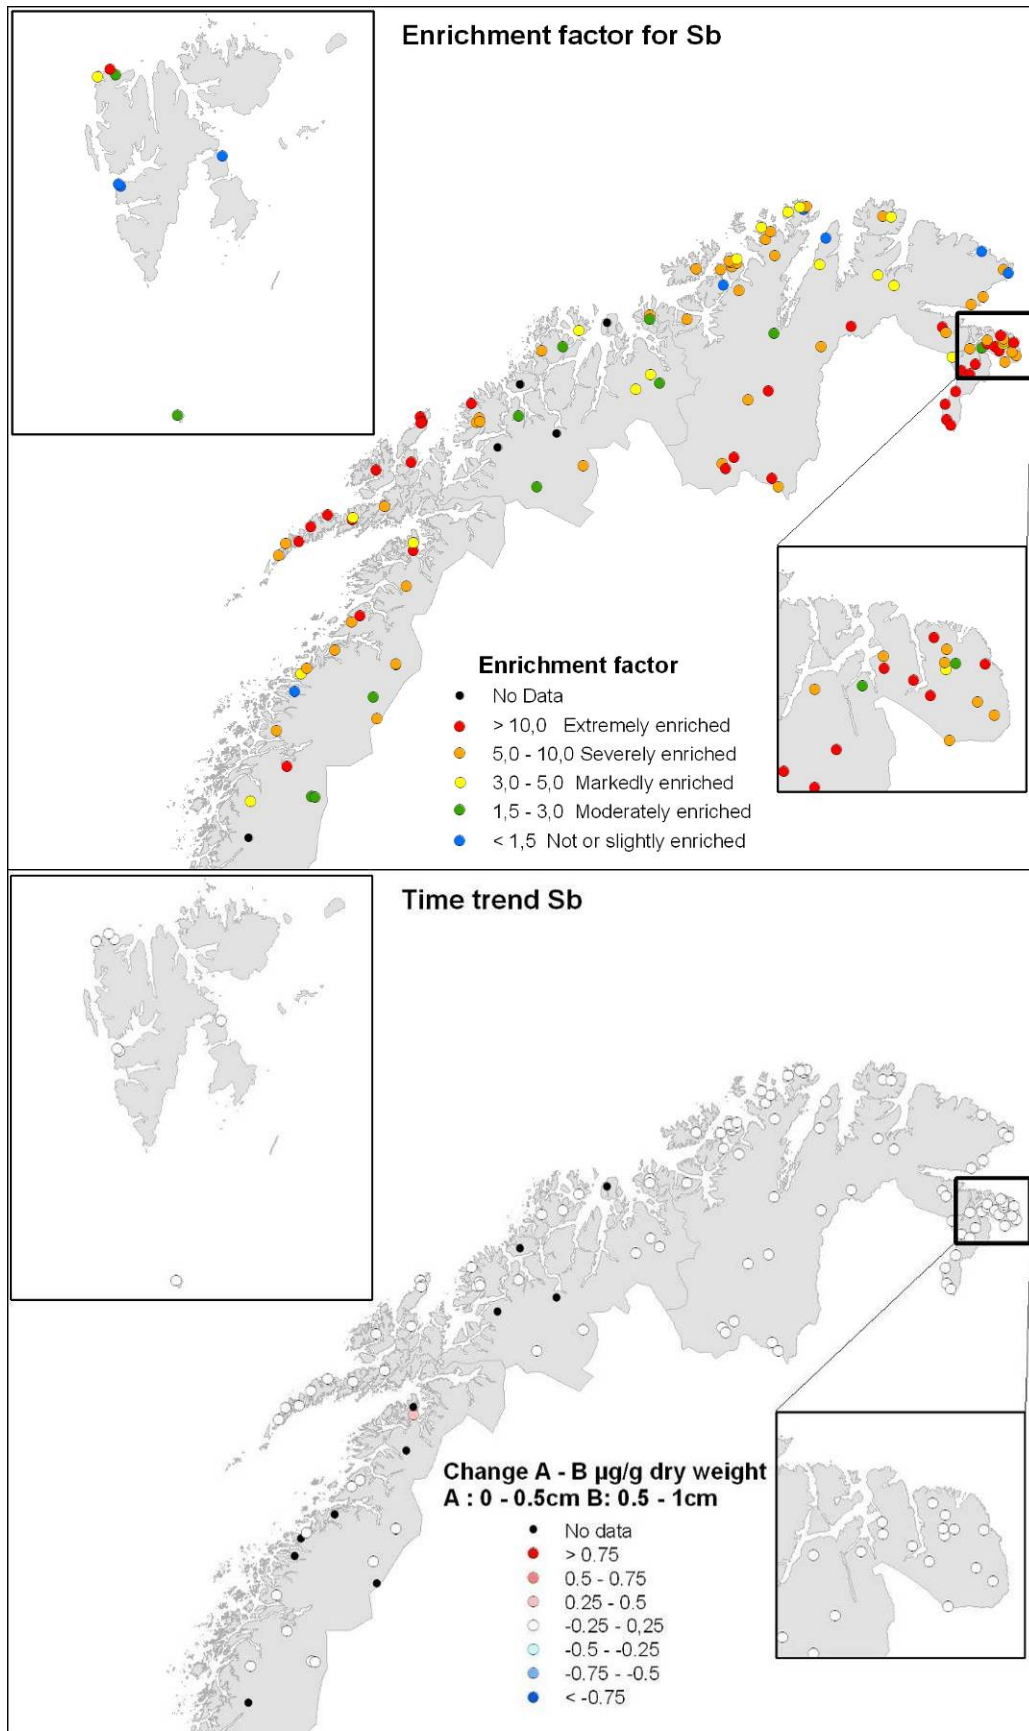 Enrichment factor for Sb
Enrichment factor
No Data
> 10,0 Extremely enriched
5,0 - 10,0 Severely enriched
3,0 - 5,0 Markedly enriched
1,5 - 3,0 Moderately enriched
< 1,5 Not or slightly enriched
Time trend Sb
Change A - B µg/g dry weight
A : 0 - 0.5cm B: 0.5 - 1cm
No data
> 0.75
0.5 - 0.75
0.25 - 0.5
-0.25 - 0,25
-0.5 - -0.25
-0.75 - -0.5
< -0.75